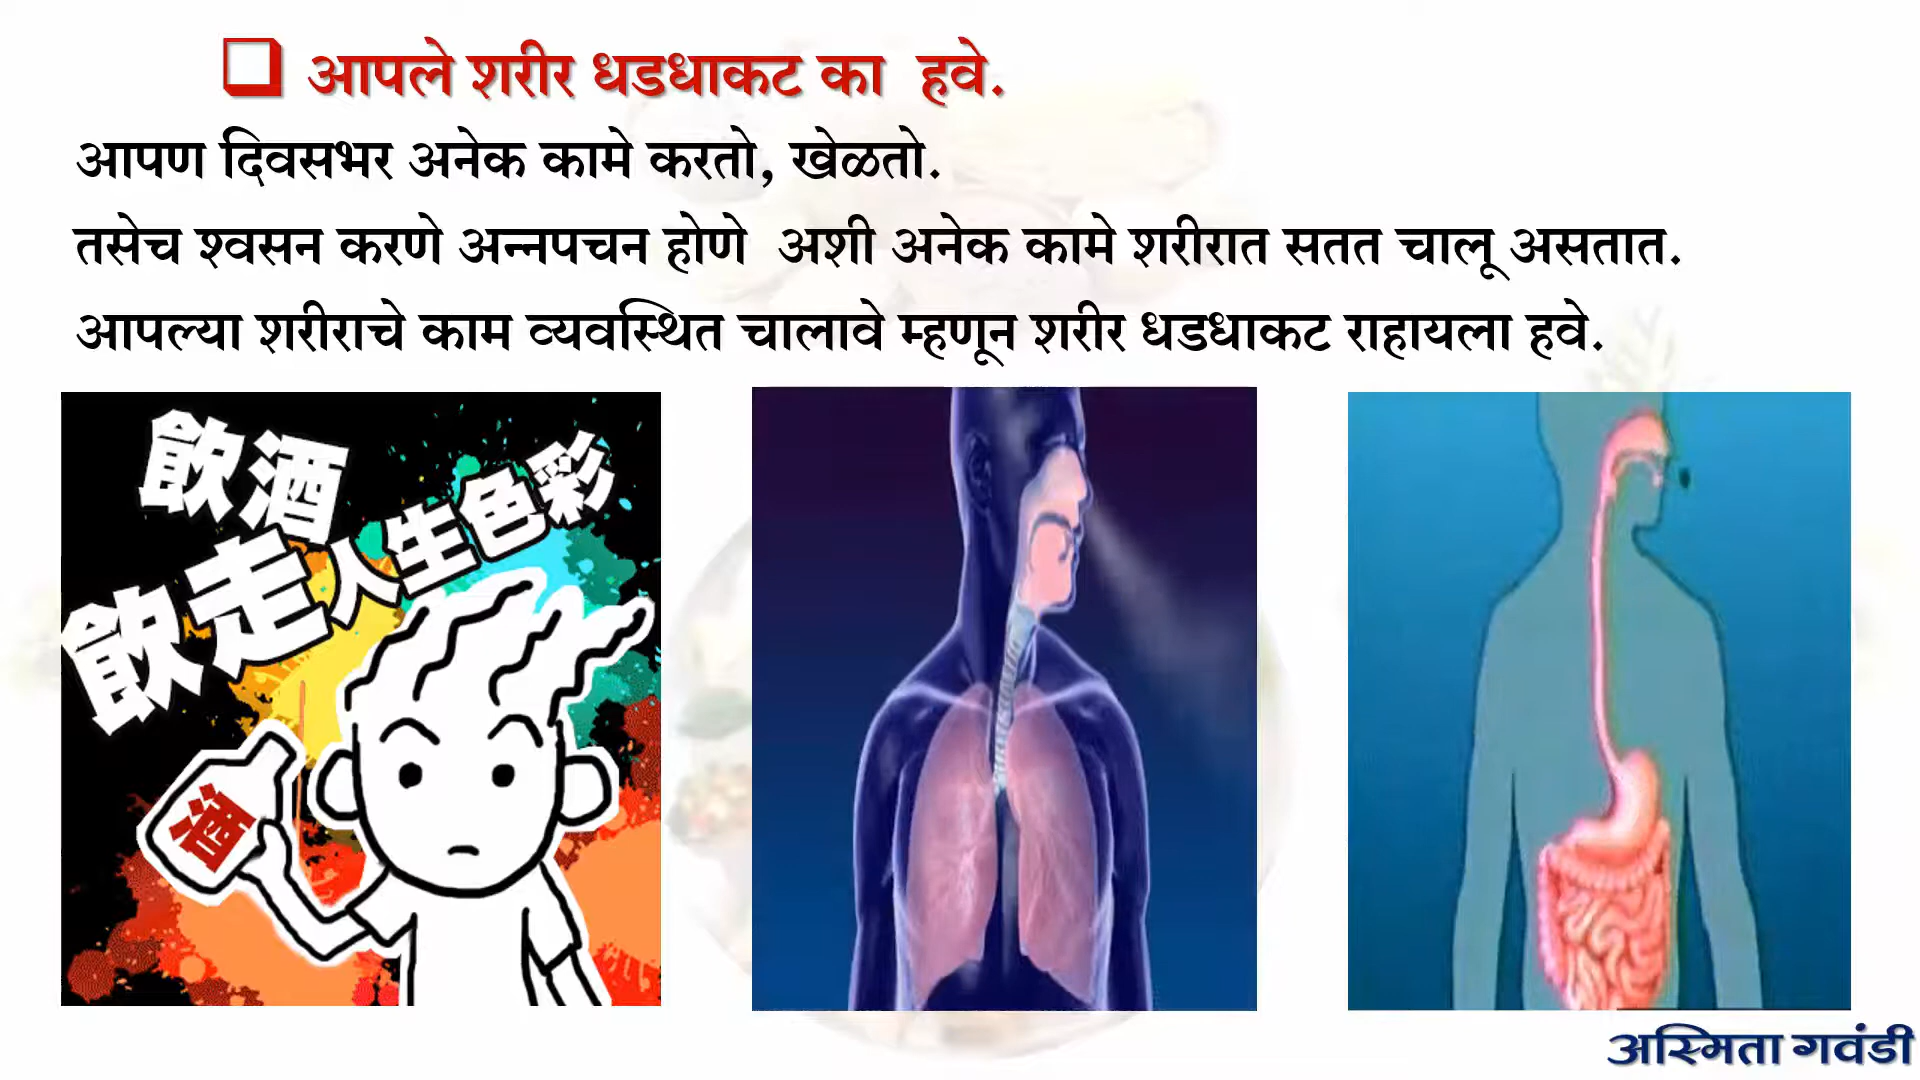 आपले शरीर धडधाकट का हवे.
आपण दिवसभर अनेक कामे करतो, खेळतो.
तसेच श्वसन करणे अन्नपचन होणे अशी अनेक कामे शरीरात सतत चालू असतात.
आपल्या शरीराचे काम व्यवस्थित चालावे म्हणून शरीर धडधाकट राहायला हवे.
飲酒
飲走人生色彩
酒
अस्मिता गवंडी